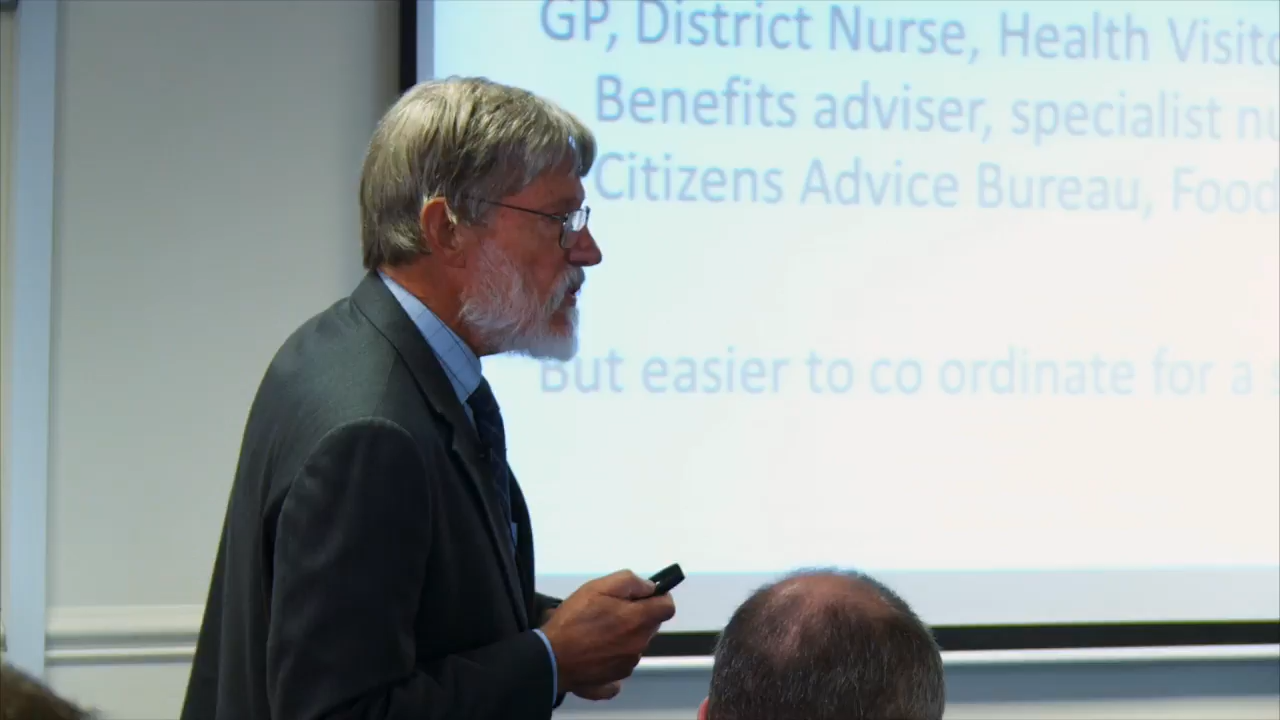 GP, District Nurse, Health Visito
Benefits adviser, specialist nu
Citizens Advice Bureau, Food
But easier to co ordinate for a s